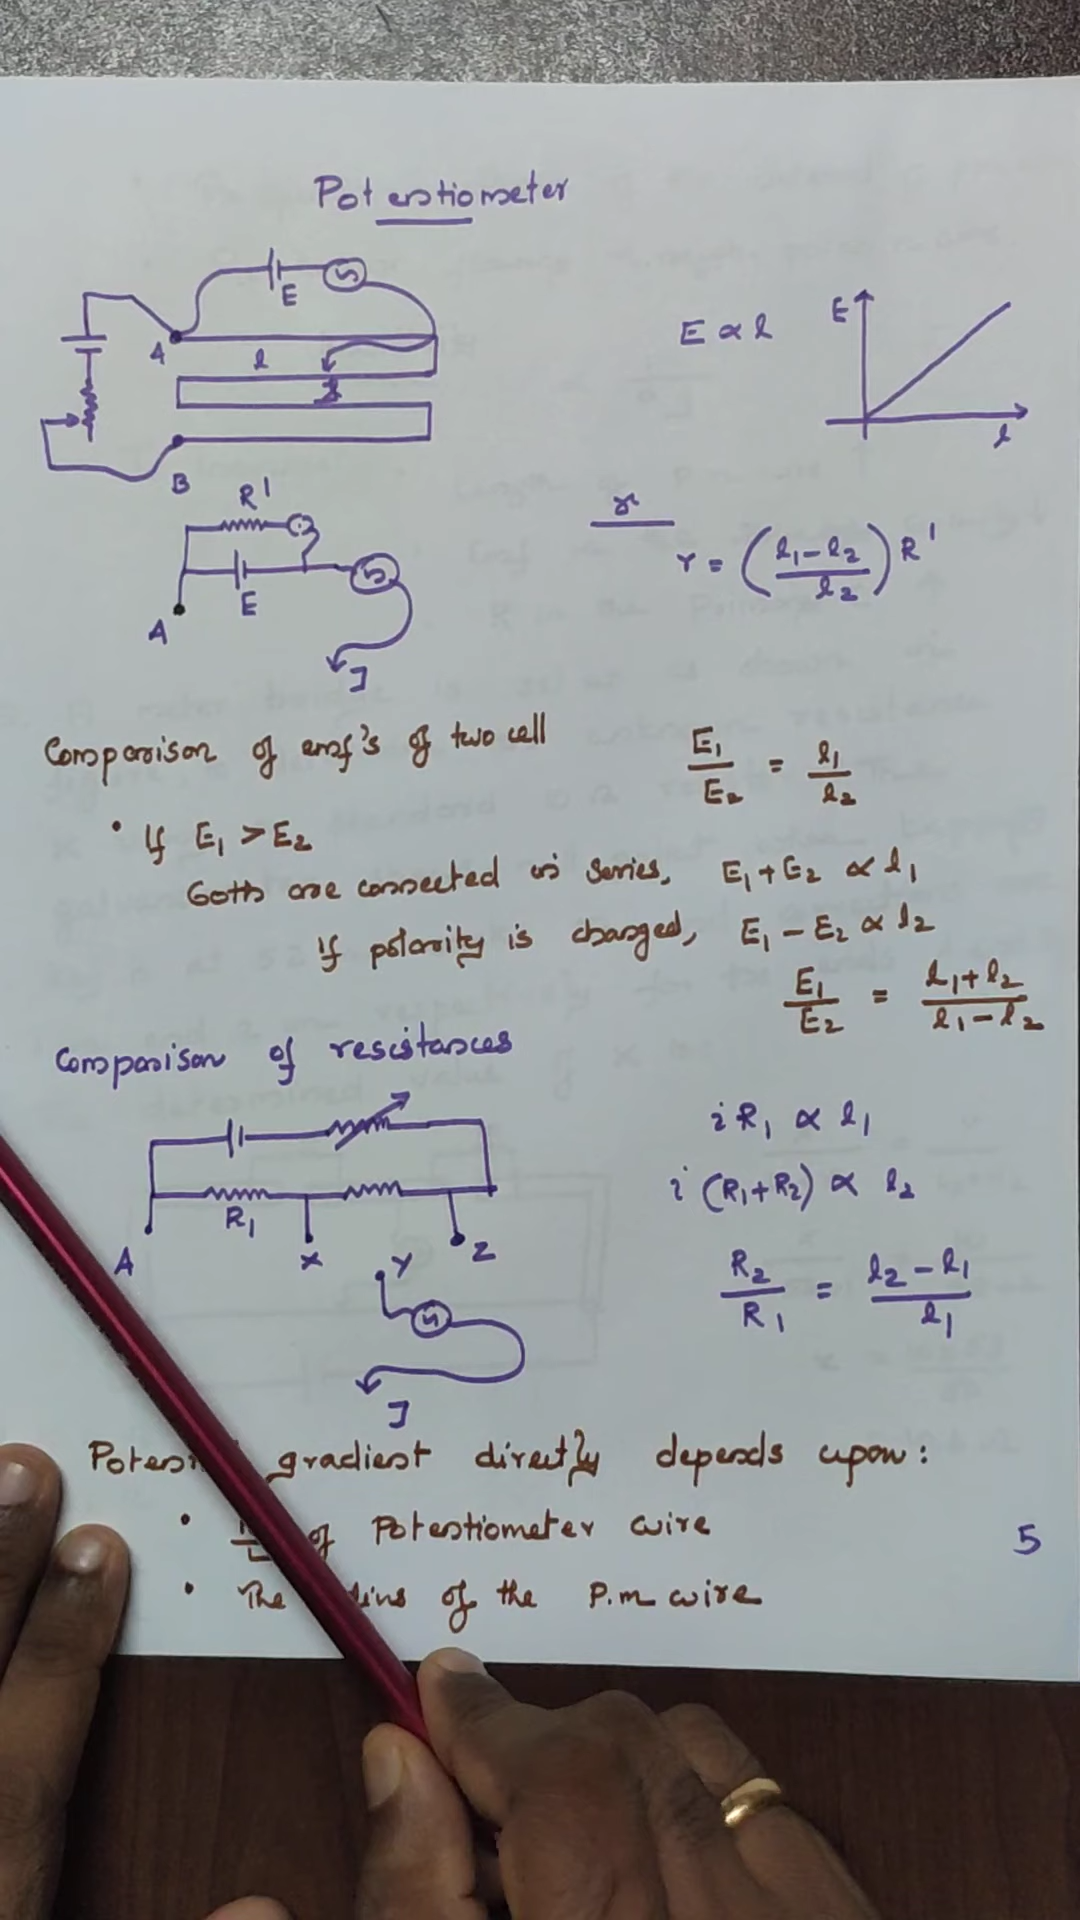 Potentiometer
E
A
l
B
E ∝ l
E
l
R'
E
A
J
r
r = (l₁ - l₂ / l₂) R'
Comparison of emf's of two cell
E₁/E₂ = l₁/l₂
• If E₁ > E₂
Both are connected in series, E₁ + E₂ ∝ l₁
If polarity is changed, E₁ - E₂ ∝ l₂
E₁/E₂ = l₁ + l₂ / l₁ - l₂
Comparison of resistances
R₁
A
X
Y
Z
J
i R₁ ∝ l₁
i (R₁ + R₂) ∝ l₂
R₂/R₁ = l₂ - l₁ / l₁
gradient directly depends upon:
• of Potentiometer wire
• The of the P.m wire
5